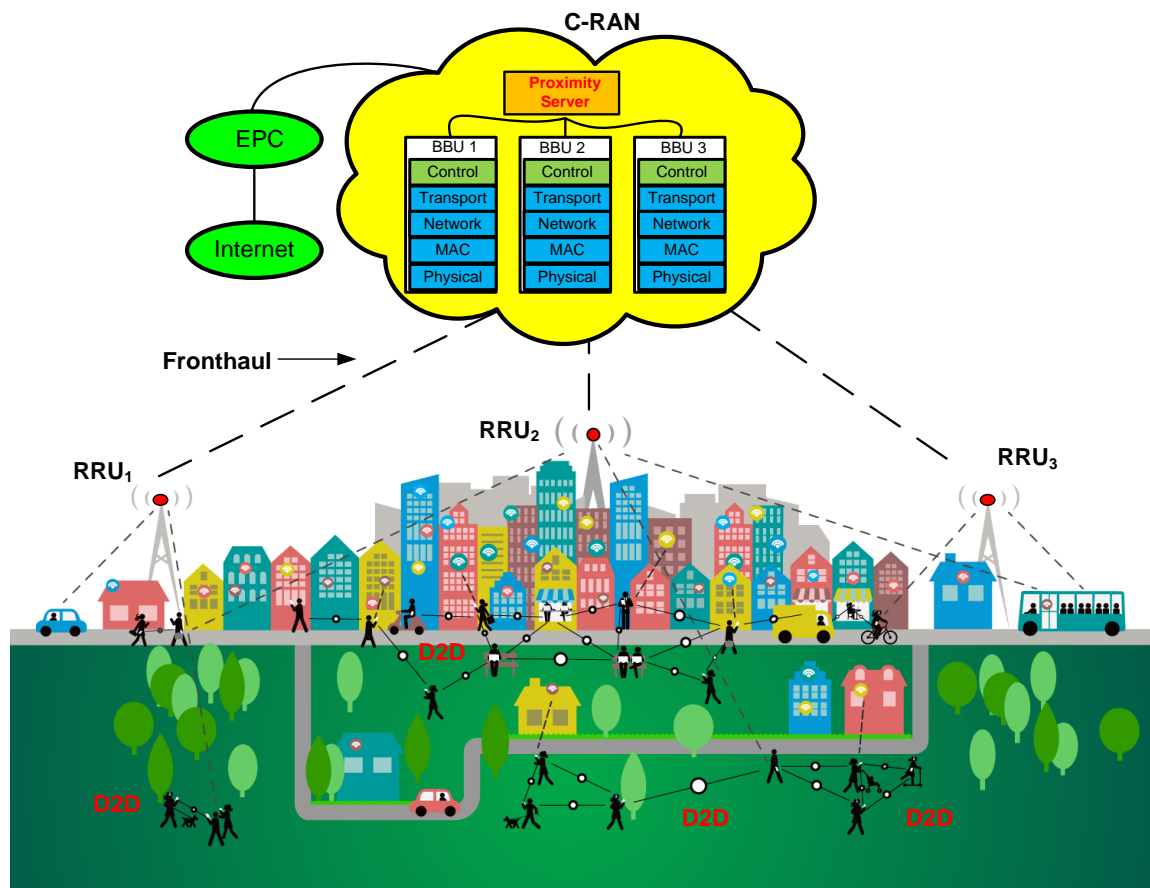 C-RAN
Proximity
Server
EPC
Internet
BBU 1
BBU 2
BBU 3
Control
Control
Control
Transport
Transport
Transport
Network
Network
Network
MAC
MAC
MAC
Physical
Physical
Physical
Fronthaul
RRU₁
RRU₂
RRU₃
D2D
D2D
D2D
D2D